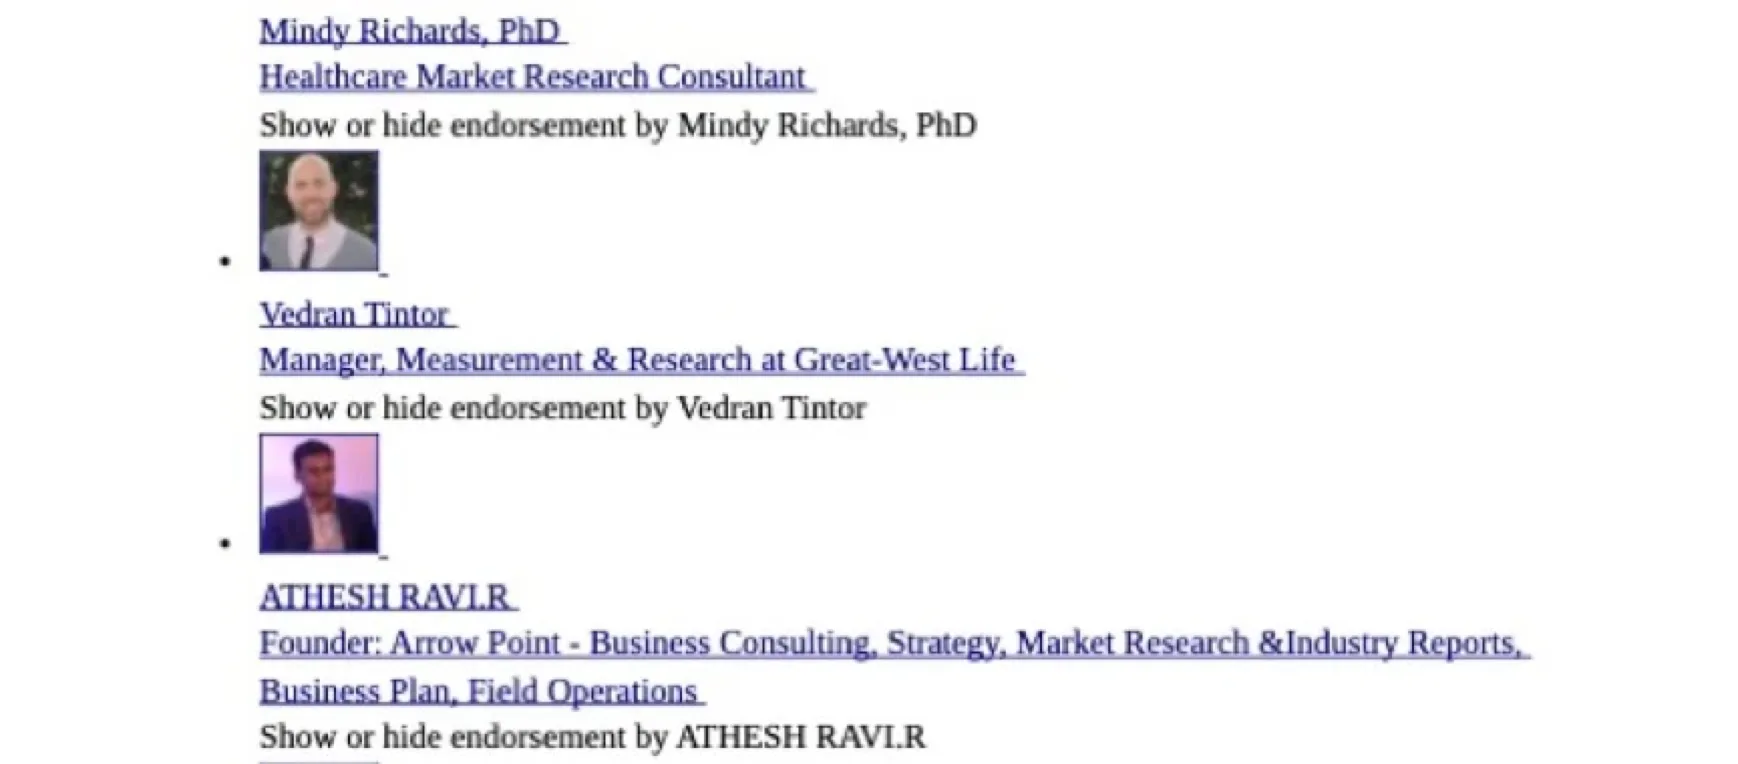 Mindy Richards, PhD
Healthcare Market Research Consultant
Show or hide endorsement by Mindy Richards, PhD
Vedran Tintor
Manager, Measurement & Research at Great-West Life
Show or hide endorsement by Vedran Tintor
ATHESH RAVI.R
Founder: Arrow Point - Business Consulting, Strategy, Market Research &Industry Reports,
Business Plan, Field Operations
Show or hide endorsement by ATHESH RAVI.R